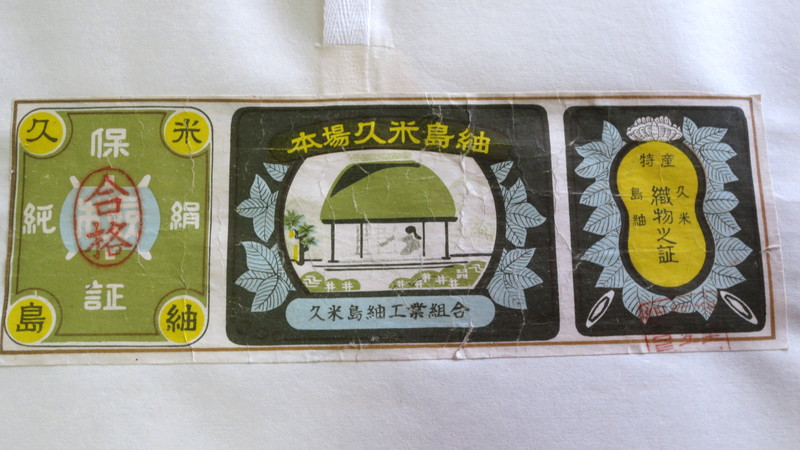 久 米
保
純 絹
合格
証
島 紬
本場久米島紬
久米島紬工業組合
特産
久米
島紬
織物之証